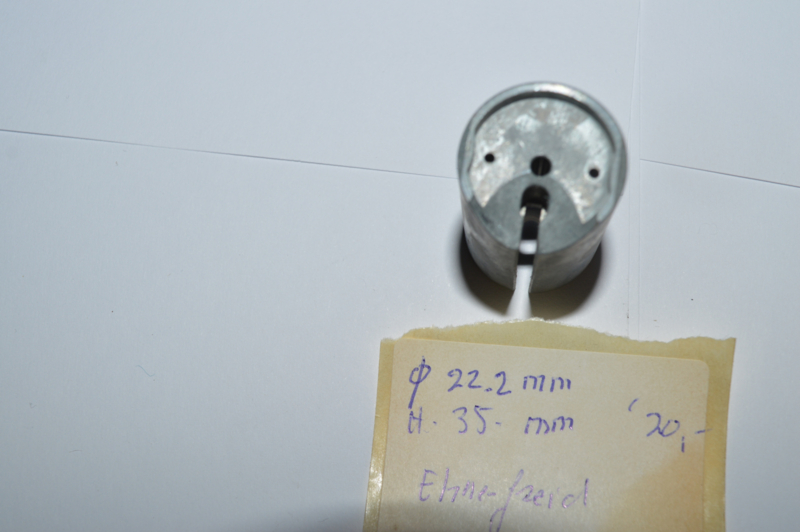 φ 22.2 mm
H. 35. mm '20,-